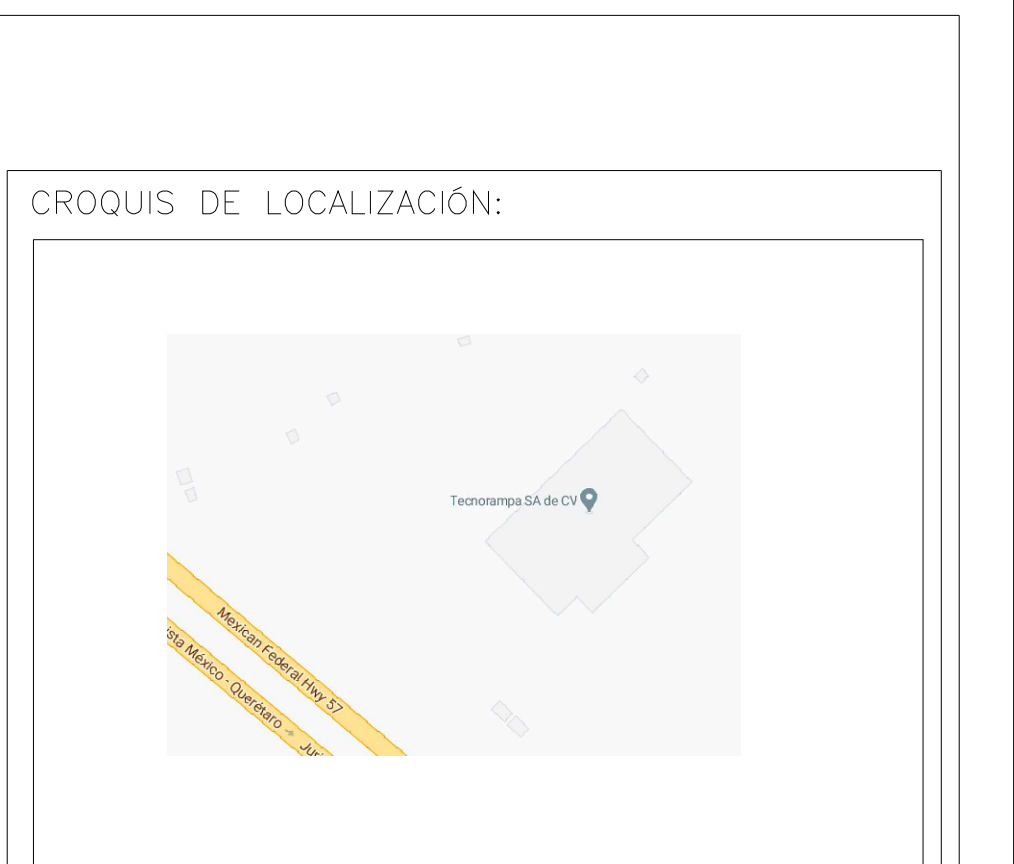 CROQUIS DE LOCALIZACIÓN:
Tecnorampa SA de CV
Mexican Federal Hwy 57
ista México - Querétaro